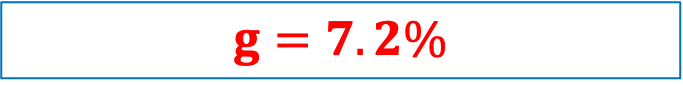 g = 7.2%